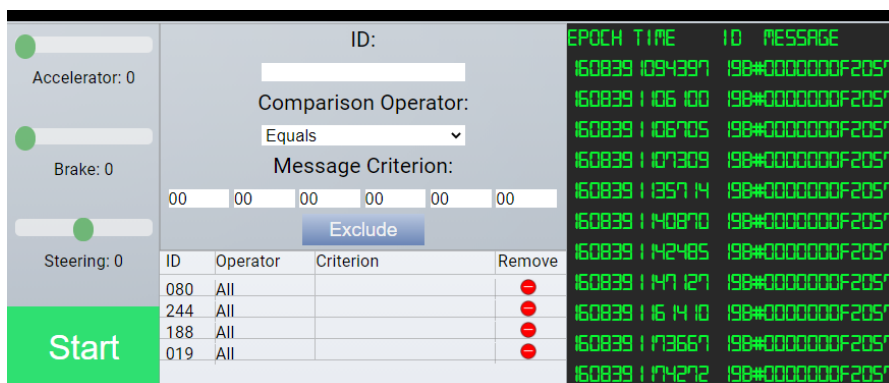 Accelerator: 0
Brake: 0
Steering: 0
Start
ID:
Comparison Operator:
Equals
Message Criterion:
00 00 00 00 00 00
Exclude
ID Operator Criterion Remove
080 All
244 All
188 All
019 All
EPOCH TIME ID MESSAGE
1608391094397 19B#0000000F205
1608391106100 19B#0000000F205
1608391106705 19B#0000000F205
1608391107309 19B#0000000F205
1608391135714 19B#0000000F205
1608391140870 19B#0000000F205
1608391142485 19B#0000000F205
1608391147127 19B#0000000F205
1608391161410 19B#0000000F205
1608391173667 19B#0000000F205
1608391174272 19B#0000000F205